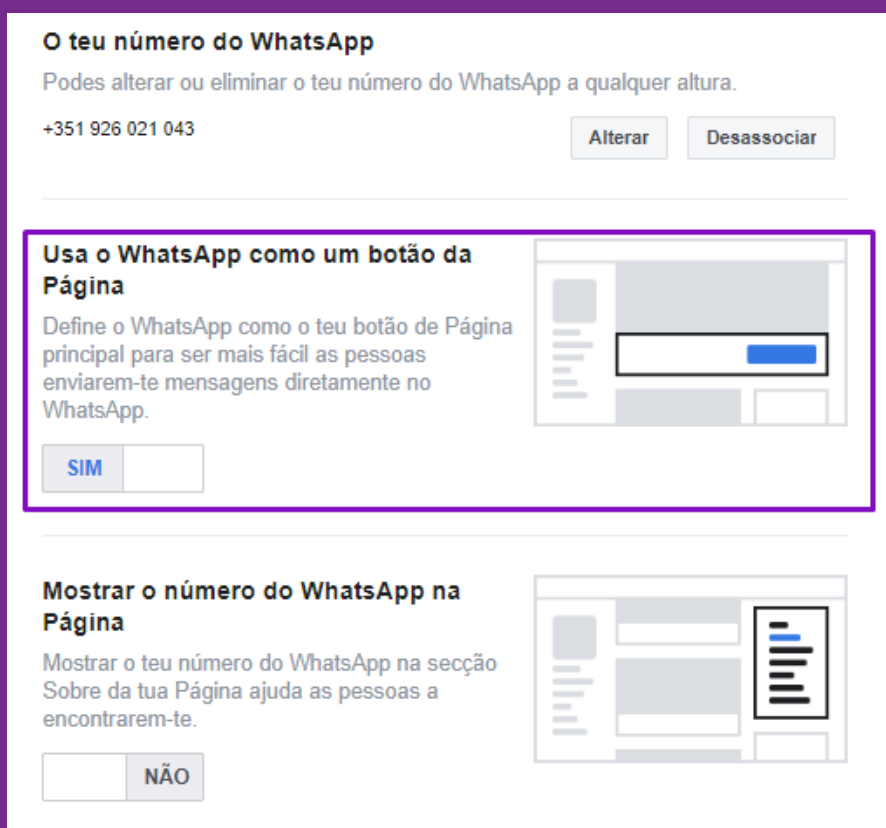 O teu número do WhatsApp
Podes alterar ou eliminar o teu número do WhatsApp a qualquer altura.
+351 926 021 043
Alterar
Desassociar
Usa o WhatsApp como um botão da
Página
Define o WhatsApp como o teu botão de Página
principal para ser mais fácil as pessoas
enviarem-te mensagens diretamente no
WhatsApp.
SIM
Mostrar o número do WhatsApp na
Página
Mostrar o teu número do WhatsApp na secção
Sobre da tua Página ajuda as pessoas a
encontrarem-te.
NÃO